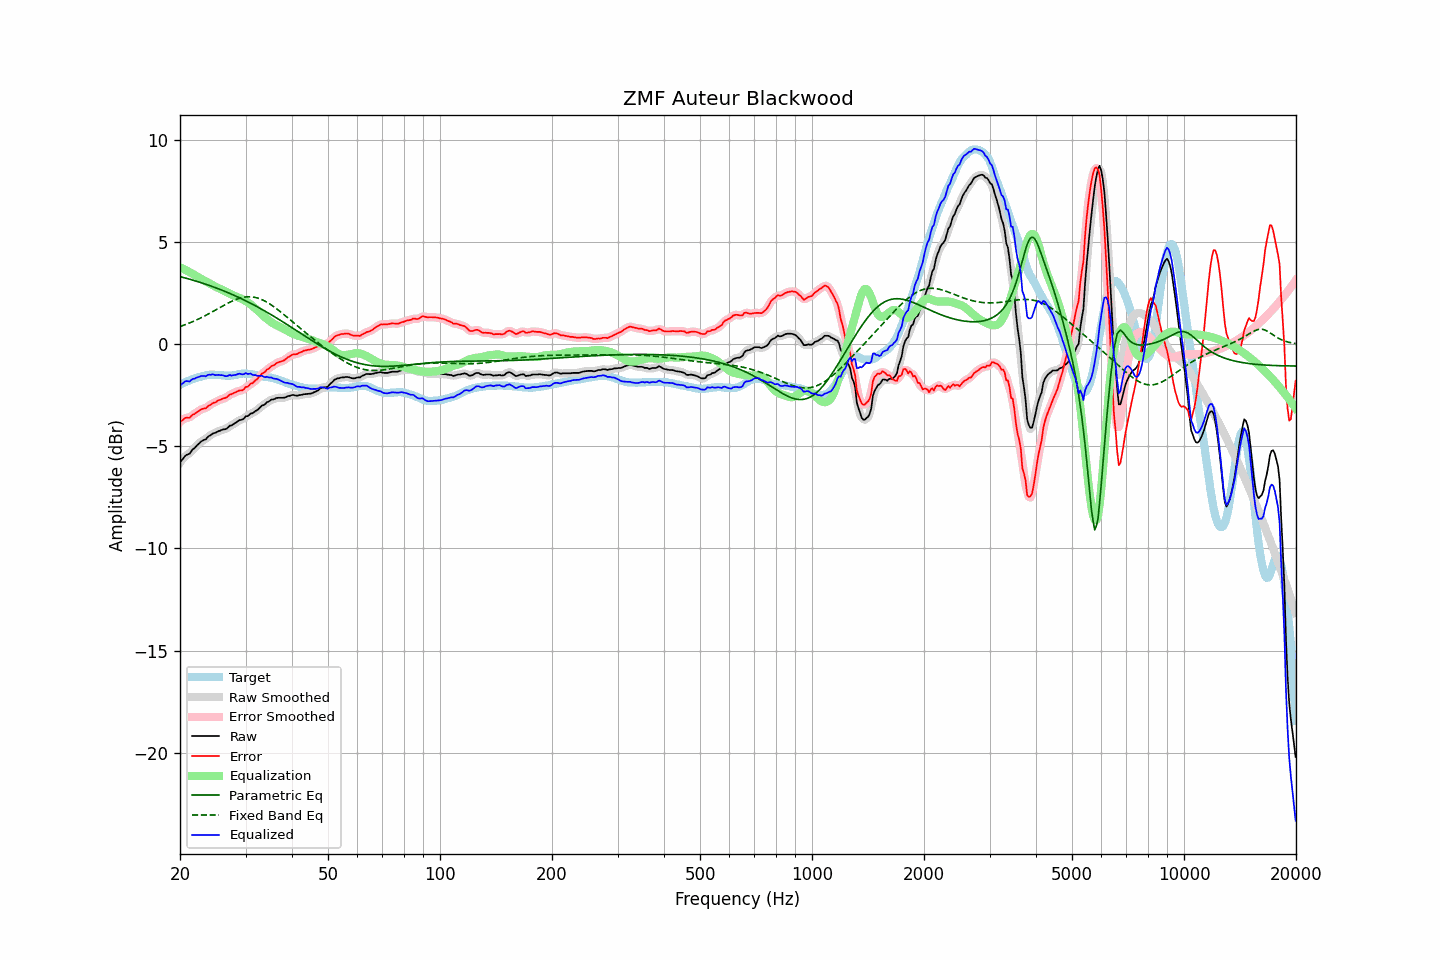 ZMF Auteur Blackwood
Amplitude (dBr)
10
5
0
−5
−10
−15
−20
Target
Raw Smoothed
Error Smoothed
Raw
Error
Equalization
Parametric Eq
Fixed Band Eq
Equalized
20 50 100 200 500 1000 2000 5000 10000 20000
Frequency (Hz)